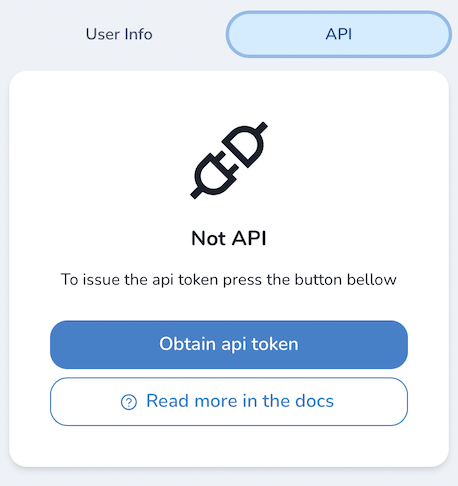 User Info
API
Not API
To issue the api token press the button bellow
Obtain api token
Read more in the docs